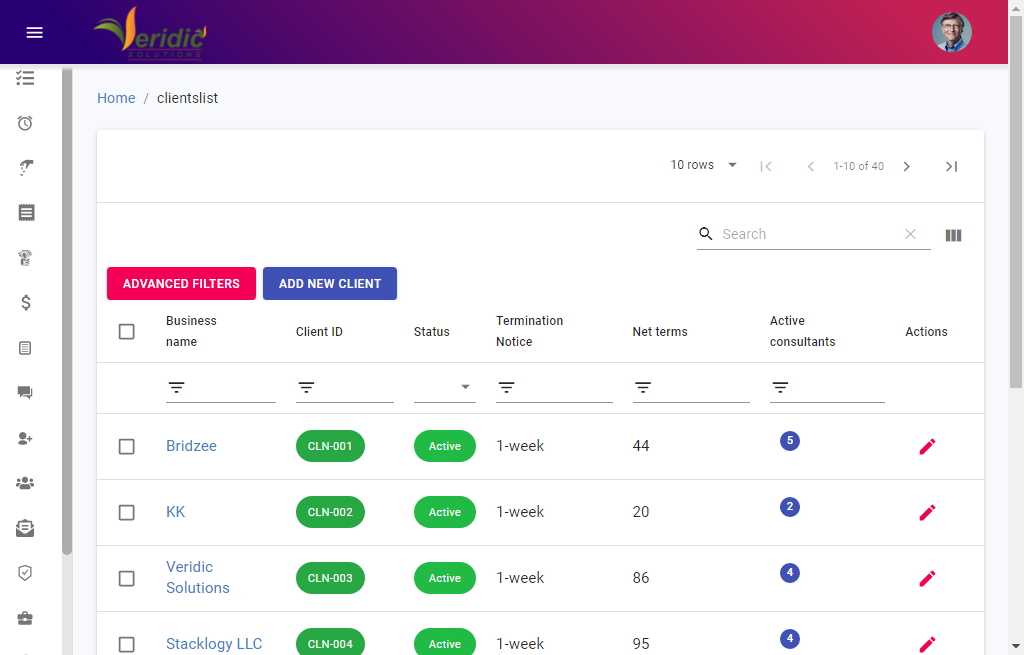 Veridic
SOLUTIONS
Home / clientslist
10 rows
1-10 of 40
Search
ADVANCED FILTERS
ADD NEW CLIENT
Business name
Client ID
Status
Termination Notice
Net terms
Active consultants
Actions
Bridzee CLN-001 Active 1-week 44 5
KK CLN-002 Active 1-week 20 2
Veridic Solutions CLN-003 Active 1-week 86 4
Stacklogy LLC CLN-004 Active 1-week 95 4